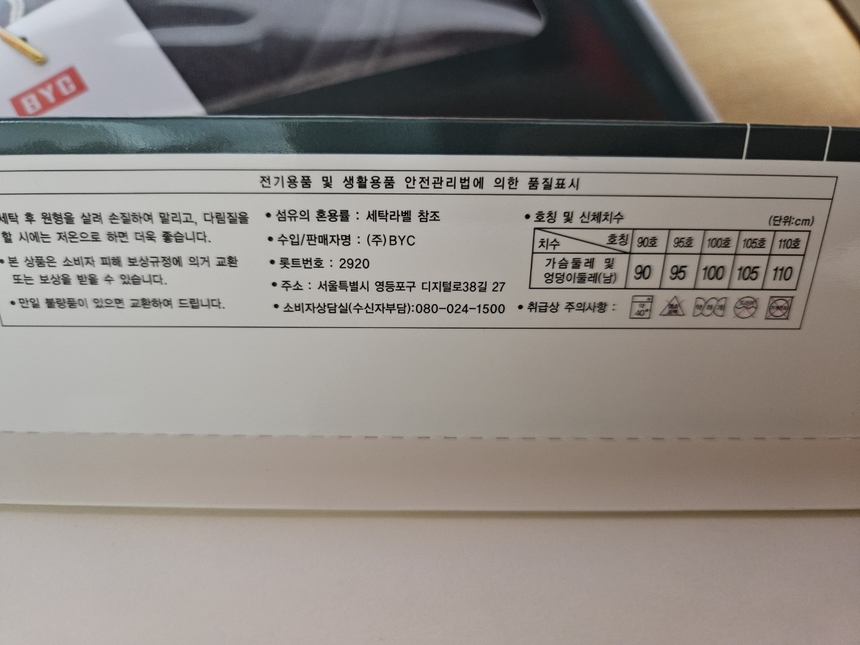 BYC
전기용품 및 생활용품 안전관리법에 의한 품질표시
세탁 후 원형을 살려 손질하여 말리고, 다림질을
할 시에는 저온으로 하면 더욱 좋습니다.
• 본 상품은 소비자 피해 보상규정에 의거 교환
또는 보상을 받을 수 있습니다.
• 만일 불량품이 있으면 교환하여 드립니다.
• 섬유의 혼용률 : 세탁라벨 참조
• 수입/판매자명 : (주)BYC
• 롯트번호 : 2920
• 주소 : 서울특별시 영등포구 디지털로38길 27
• 소비자상담실(수신자부담):080-024-1500
• 호칭 및 신체치수 (단위:cm)
치수 호칭 90호 95호 100호 105호 110호
가슴둘레 및
엉덩이둘레(남) 90 95 100 105 110
• 취급상 주의사항 :
약
40°